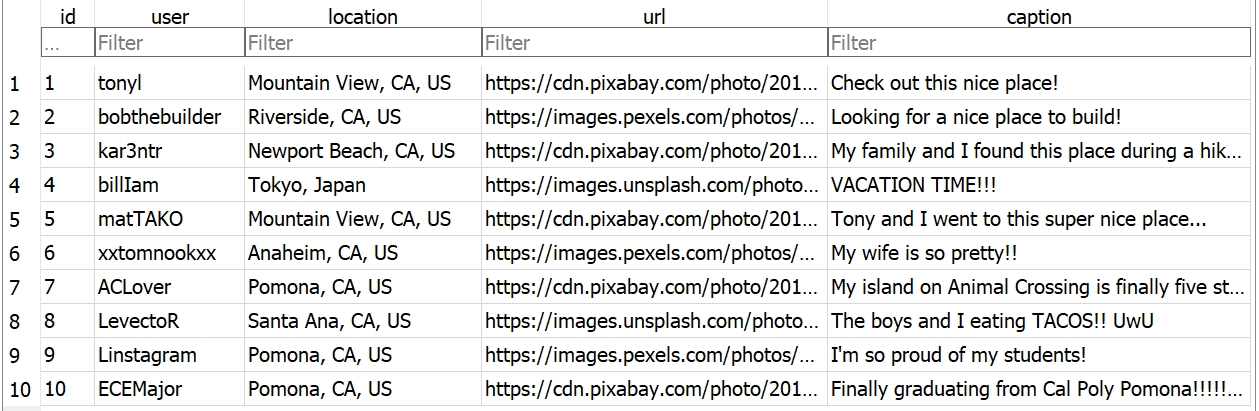 id user location url caption
... Filter Filter Filter Filter
1 1 tonyl Mountain View, CA, US https://cdn.pixabay.com/photo/201... Check out this nice place!
2 2 bobthebuilder Riverside, CA, US https://images.pexels.com/photos/... Looking for a nice place to build!
3 3 kar3ntr Newport Beach, CA, US https://cdn.pixabay.com/photo/201... My family and I found this place during a hik...
4 4 billIam Tokyo, Japan https://images.unsplash.com/photo... VACATION TIME!!!
5 5 matTAKO Mountain View, CA, US https://cdn.pixabay.com/photo/201... Tony and I went to this super nice place...
6 6 xxtomnookxx Anaheim, CA, US https://images.pexels.com/photos/... My wife is so pretty!!
7 7 ACLover Pomona, CA, US https://cdn.pixabay.com/photo/201... My island on Animal Crossing is finally five st...
8 8 LevectoR Santa Ana, CA, US https://images.unsplash.com/photo... The boys and I eating TACOS!! UwU
9 9 Linstagram Pomona, CA, US https://images.pexels.com/photos/... I'm so proud of my students!
10 10 ECEMajor Pomona, CA, US https://cdn.pixabay.com/photo/201... Finally graduating from Cal Poly Pomona!!!!!...